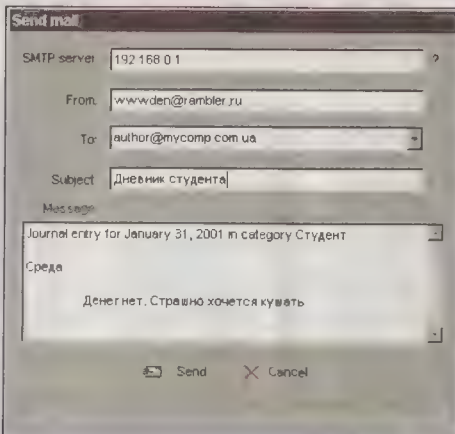 Send mail
SMTP server 192 168 0 1 ?
From: wwwden@rambler.ru
To: author@mycomp com ua
Subject Дневник студента
Message
Journal entry for January 31, 2001 in category Студент
Среда
Денег нет. Страшно хочется кушать
Send Cancel